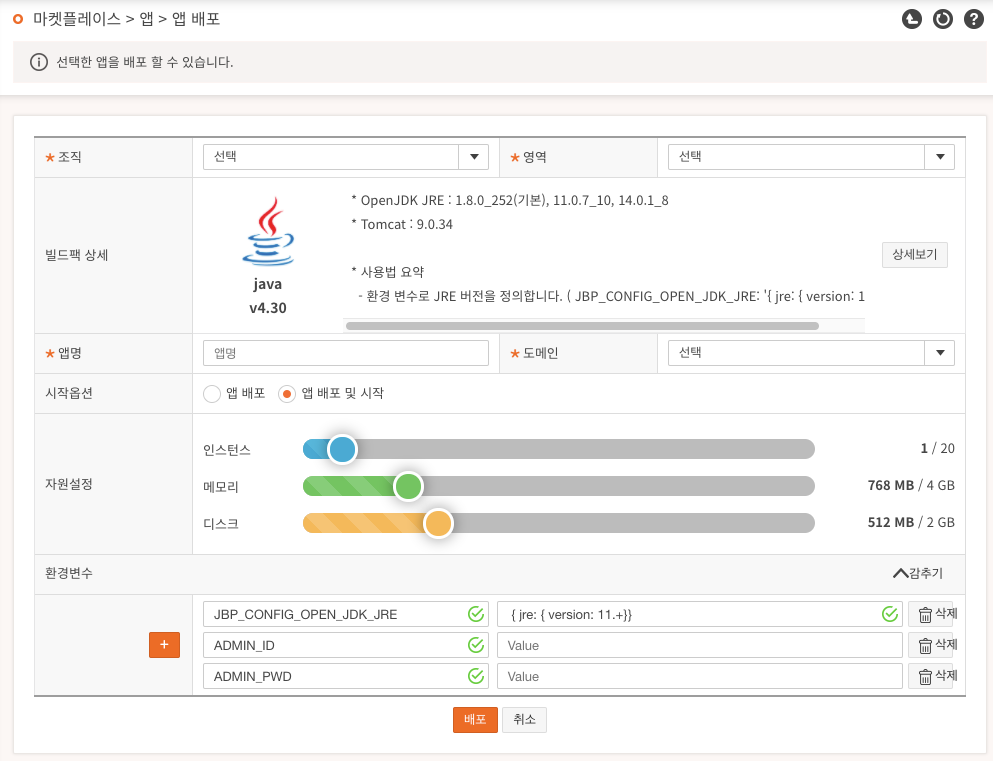 마켓플레이스 > 앱 > 앱 배포
선택한 앱을 배포 할 수 있습니다.
* 조직 선택 * 영역 선택
빌드팩 상세
java
v4.30
* OpenJDK JRE : 1.8.0_252(기본), 11.0.7_10, 14.0.1_8
* Tomcat : 9.0.34
* 사용법 요약
- 환경 변수로 JRE 버전을 정의합니다. ( JBP_CONFIG_OPEN_JDK_JRE: '{ jre: { version: 1
상세보기
* 앱명 앱명 * 도메인 선택
시작옵션 앱 배포 앱 배포 및 시작
자원설정
인스턴스 1 / 20
메모리 768 MB / 4 GB
디스크 512 MB / 2 GB
환경변수 감추기
+
JBP_CONFIG_OPEN_JDK_JRE { jre: { version: 11.+}} 삭제
ADMIN_ID Value 삭제
ADMIN_PWD Value 삭제
배포 취소